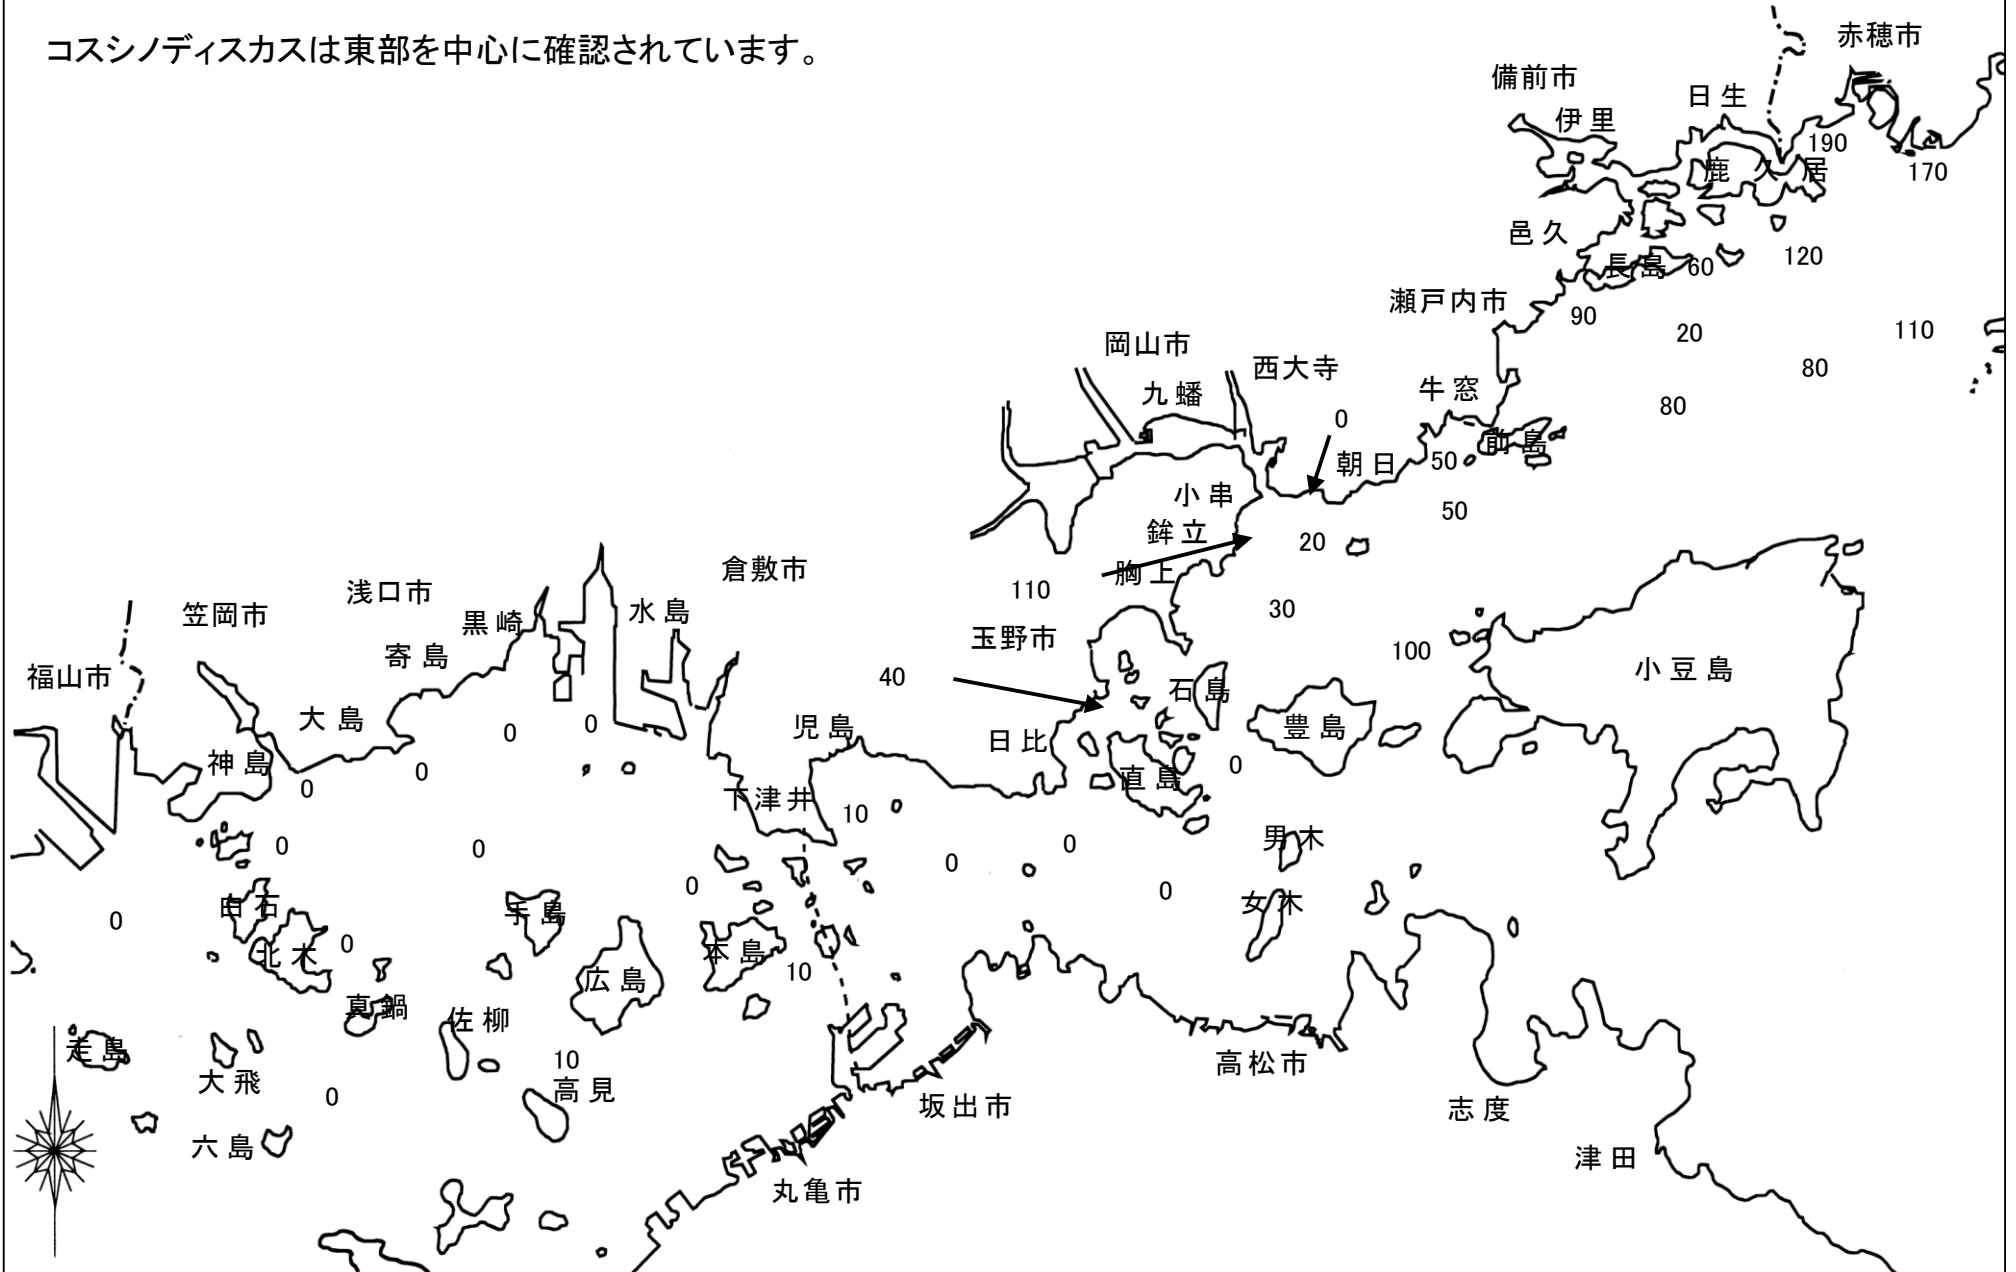 コスシノディスカスは東部を中心に確認されています。
赤穂市
備前市
日生
伊里
190
鹿久居
170
邑久
120
長島
60
瀬戸内市
90
110
20
岡山市
西大寺
80
九蟠
牛窓
80
0
前島
50
朝日
小串
50
鉾立
20
倉敷市
胸上
110
浅口市
30
水島
笠岡市
黒崎
玉野市
100
寄島
小豆島
福山市
40
石島
大島
0
児島
豊島
0
日比
神島
0
0
直島
0
下津井
10
0
0
0
男木
0
0
0
女木
白石
手島
0
0
本島
北木
10
広島
真鍋
佐柳
走島
10
高松市
大飛
高見
0
坂出市
志度
六島
津田
丸亀市